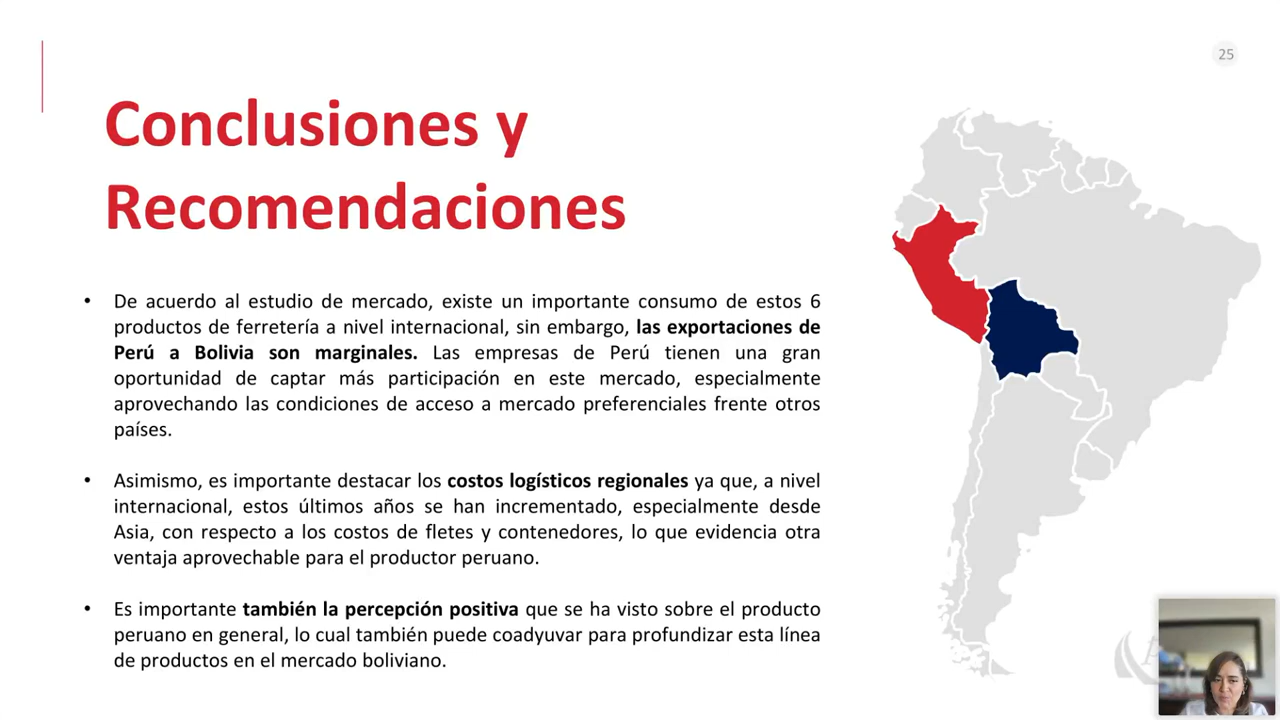 25
Conclusiones y
Recomendaciones
• De acuerdo al estudio de mercado, existe un importante consumo de estos 6
productos de ferretería a nivel internacional, sin embargo, las exportaciones de
Perú a Bolivia son marginales. Las empresas de Perú tienen una gran
oportunidad de captar más participación en este mercado, especialmente
aprovechando las condiciones de acceso a mercado preferenciales frente otros
países.
• Asimismo, es importante destacar los costos logísticos regionales ya que, a nivel
internacional, estos últimos años se han incrementado, especialmente desde
Asia, con respecto a los costos de fletes y contenedores, lo que evidencia otra
ventaja aprovechable para el productor peruano.
• Es importante también la percepción positiva que se ha visto sobre el producto
peruano en general, lo cual también puede coadyuvar para profundizar esta línea
de productos en el mercado boliviano.